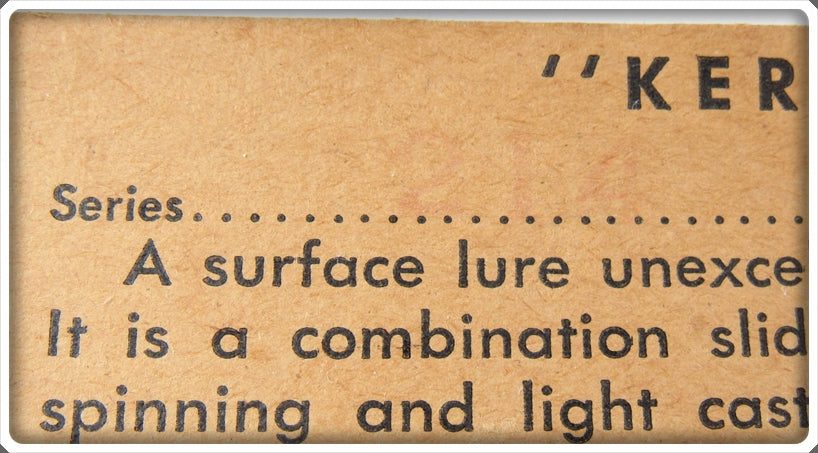 "KER
Series..............................
A surface lure unexce
It is a combination slid
spinning and light cast